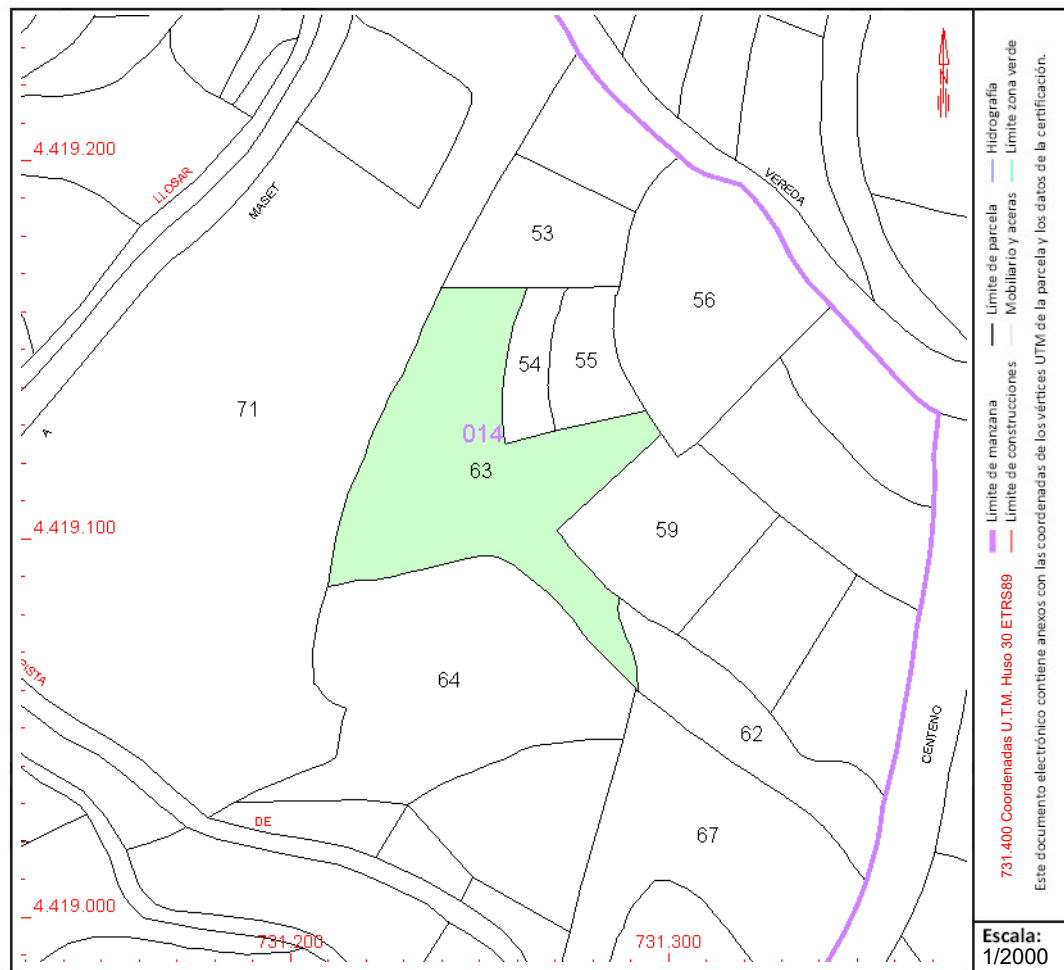 4.419.200
LLOSAR
MASET
VEREDA
53
56
54
55
71
A
014
63
4.419.100
59
PISTA
64
62
CENTENO
DE
67
4.419.000
731.200
731.300
N
Límite de manzana
Límite de parcela
Hidrografía
Límite de construcciones
Mobiliario y aceras
Límite zona verde
731.400 Coordenadas U.T.M. Huso 30 ETRS89
Este documento electrónico contiene anexos con las coordenadas de los vértices UTM de la parcela y los datos de la certificación.
Escala:
1/2000